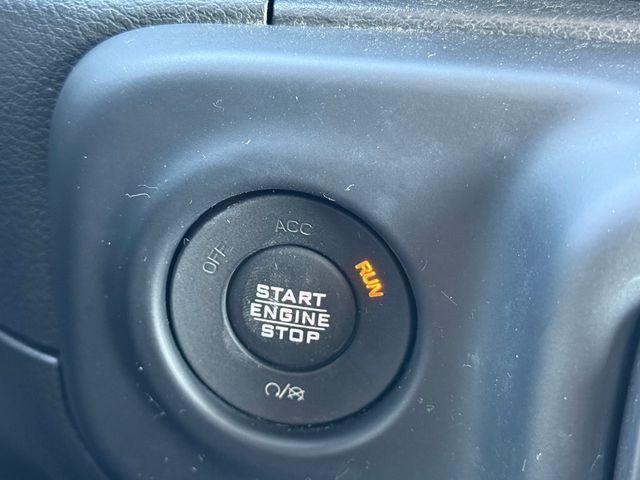 ACC
OFF
RUN
START
ENGINE
STOP